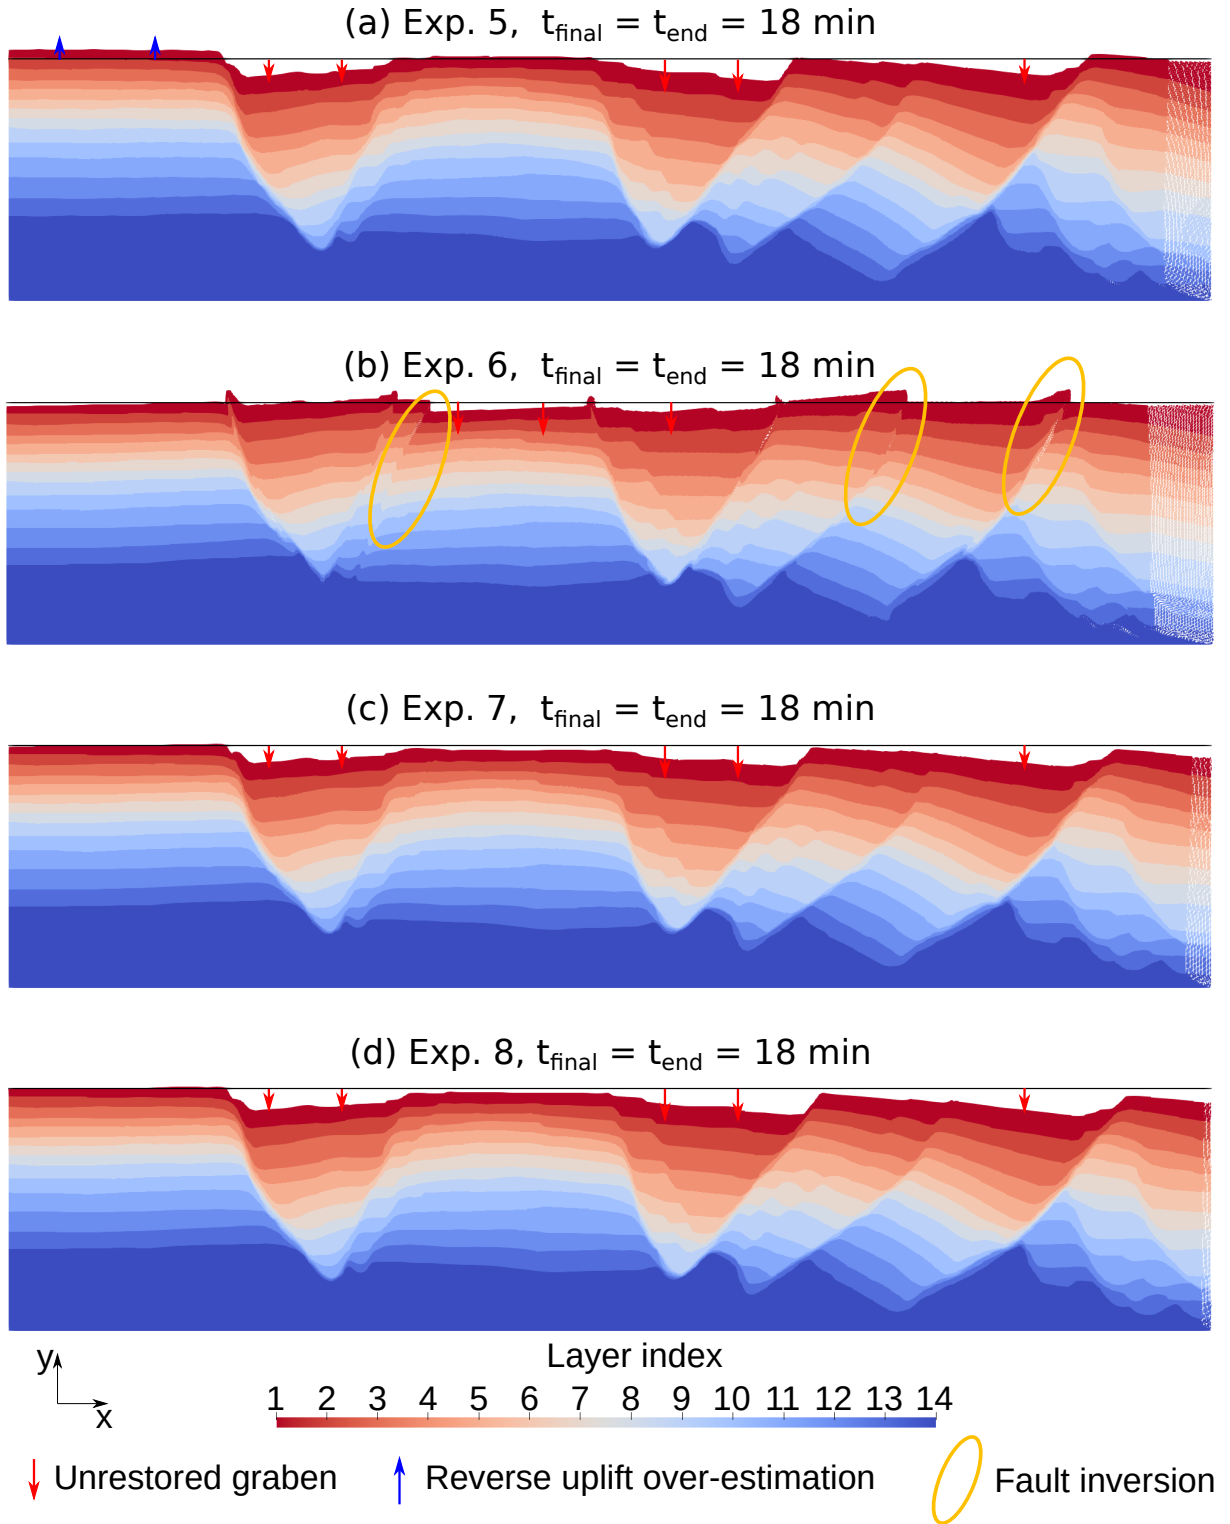 (a) Exp. 5, t_final = t_end = 18 min
(b) Exp. 6, t_final = t_end = 18 min
(c) Exp. 7, t_final = t_end = 18 min
(d) Exp. 8, t_final = t_end = 18 min
y
x
Layer index
1 2 3 4 5 6 7 8 9 10 11 12 13 14
Unrestored graben
Reverse uplift over-estimation
Fault inversion